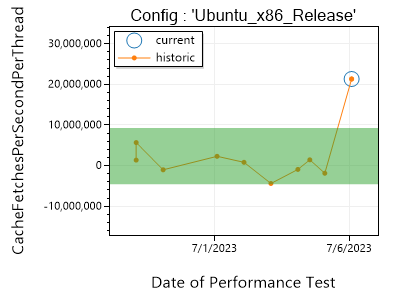 Config : 'Ubuntu_x86_Release'
CacheFetchesPerSecondPerThread
30,000,000
20,000,000
10,000,000
0
-10,000,000
current
historic
7/1/2023
7/6/2023
Date of Performance Test